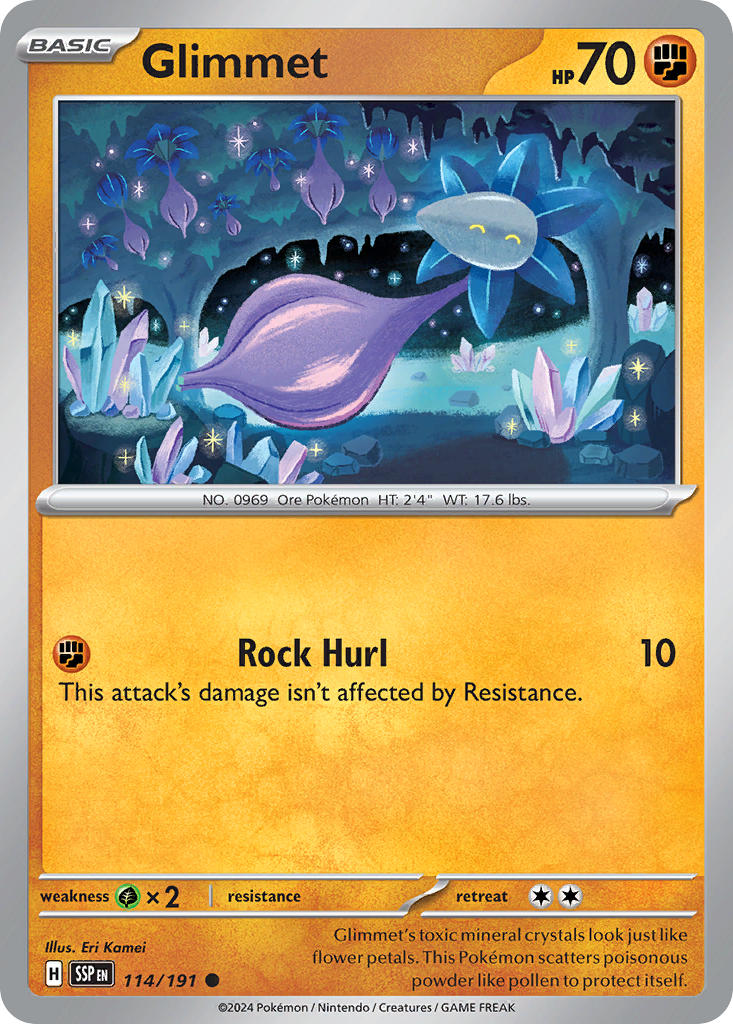 BASIC
Glimmet
HP 70
NO. 0969 Ore Pokémon HT: 2'4" WT: 17.6 lbs.
Rock Hurl 10
This attack's damage isn't affected by Resistance.
weakness ×2 resistance retreat
Illus. Eri Kamei
Glimmet's toxic mineral crystals look just like
flower petals. This Pokémon scatters poisonous
powder like pollen to protect itself.
H SSP EN 114/191
©2024 Pokémon / Nintendo / Creatures / GAME FREAK